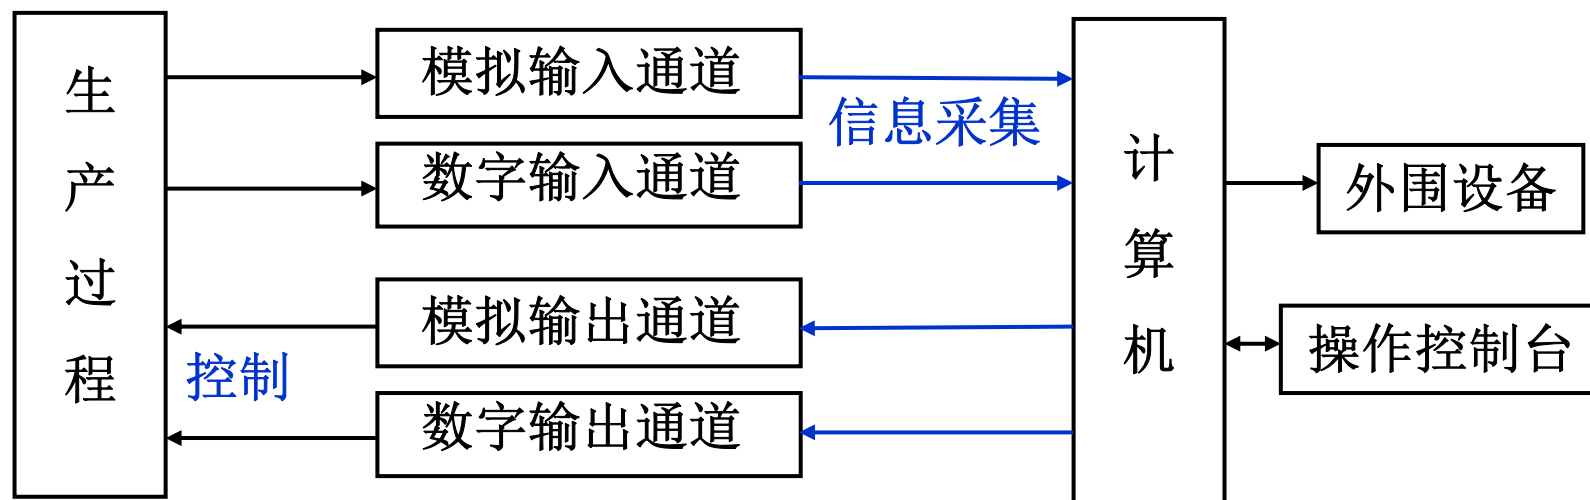 生产过程
模拟输入通道
数字输入通道
模拟输出通道
数字输出通道
信息采集
控制
计算机
外围设备
操作控制台